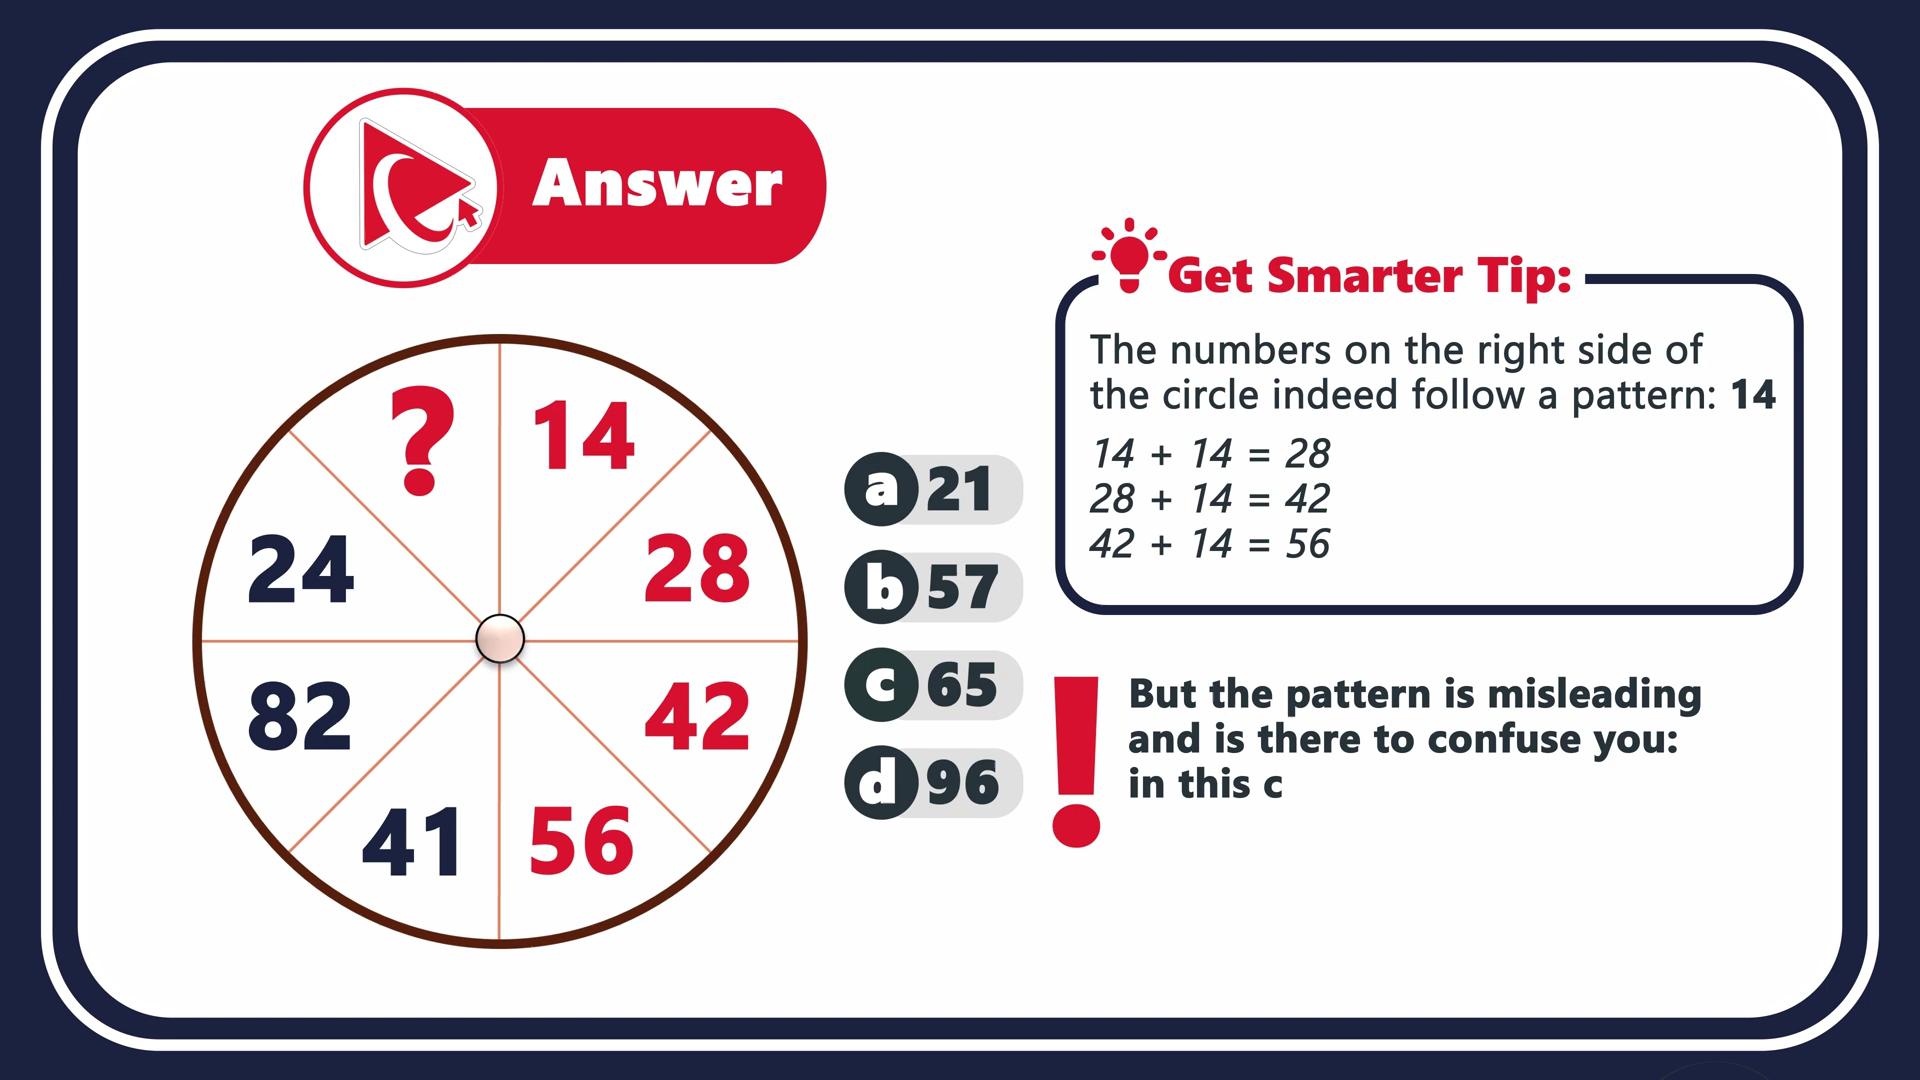 Answer
Get Smarter Tip:
The numbers on the right side of
the circle indeed follow a pattern: 14
14 + 14 = 28
28 + 14 = 42
42 + 14 = 56
? 14
24 28
82 42
41 56
a 21
b 57
c 65
d 96
! But the pattern is misleading
and is there to confuse you:
in this c